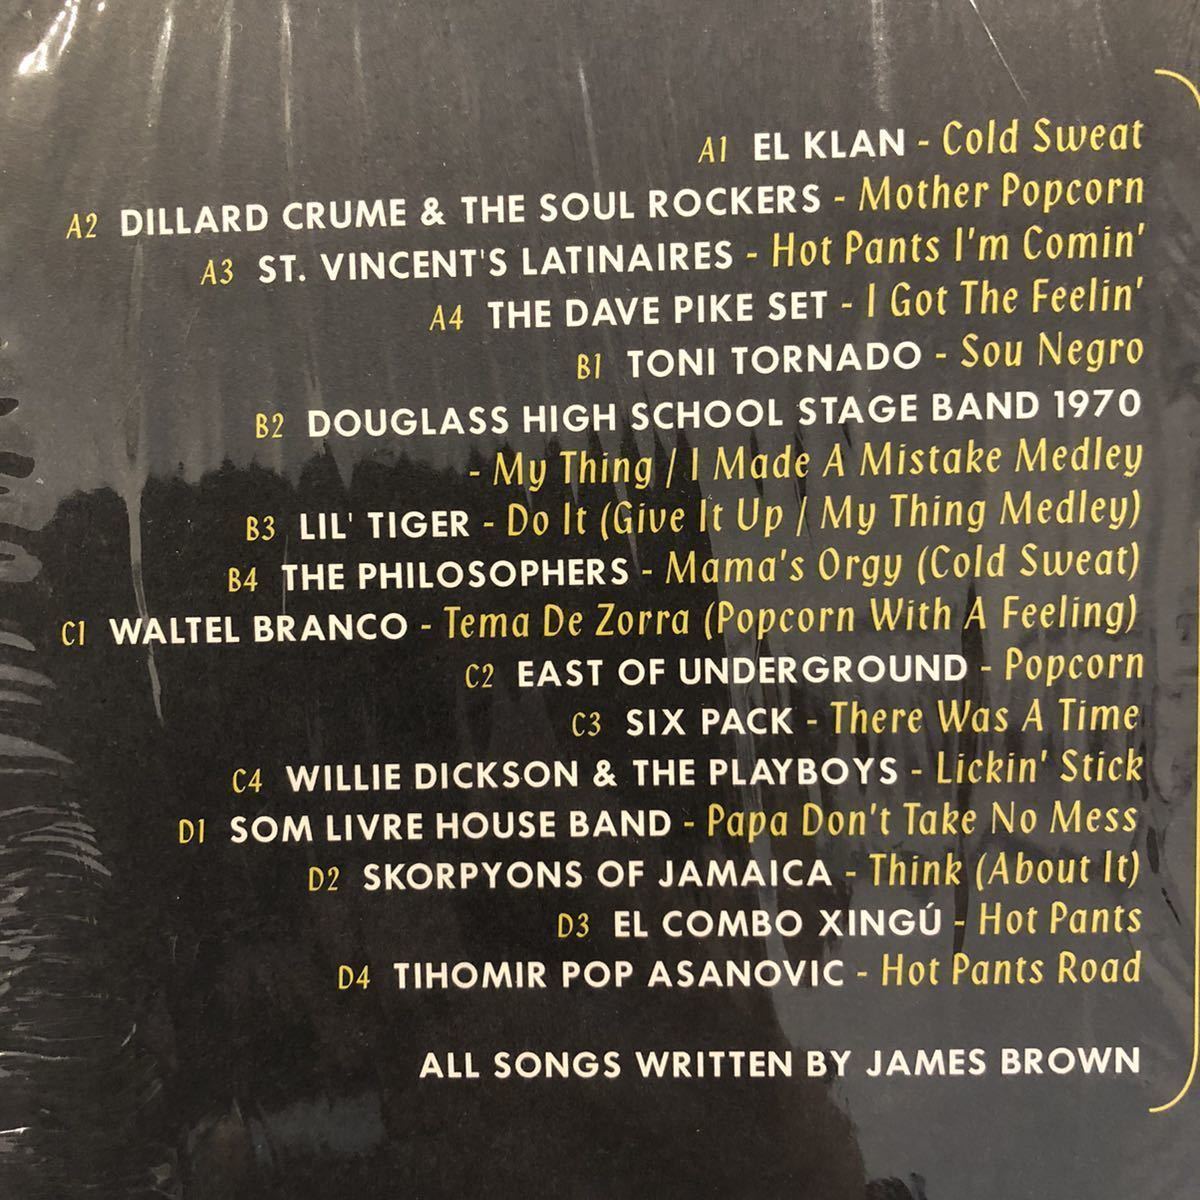 A1 EL KLAN - Cold Sweat
A2 DILLARD CRUME & THE SOUL ROCKERS - Mother Popcorn
A3 ST. VINCENT'S LATINAIRES - Hot Pants I'm Comin'
A4 THE DAVE PIKE SET - I Got The Feelin'
B1 TONI TORNADO - Sou Negro
B2 DOUGLASS HIGH SCHOOL STAGE BAND 1970
- My Thing / I Made A Mistake Medley
B3 LIL' TIGER - Do It (Give It Up / My Thing Medley)
B4 THE PHILOSOPHERS - Mama's Orgy (Cold Sweat)
C1 WALTEL BRANCO - Tema De Zorra (Popcorn With A Feeling)
C2 EAST OF UNDERGROUND - Popcorn
C3 SIX PACK - There Was A Time
C4 WILLIE DICKSON & THE PLAYBOYS - Lickin' Stick
D1 SOM LIVRE HOUSE BAND - Papa Don't Take No Mess
D2 SKORPYONS OF JAMAICA - Think (About It)
D3 EL COMBO XINGÚ - Hot Pants
D4 TIHOMIR POP ASANOVIC - Hot Pants Road
ALL SONGS WRITTEN BY JAMES BROWN